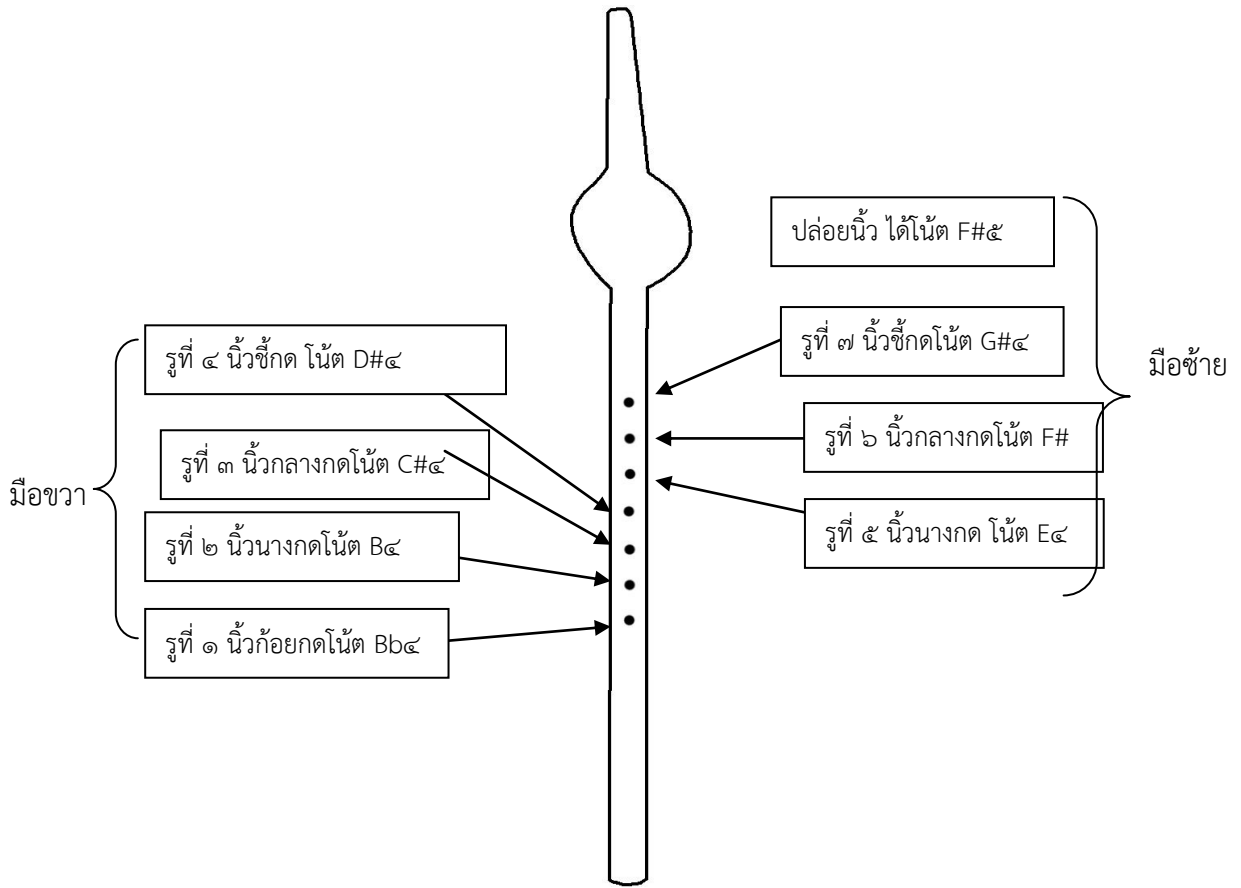 ปล่อยนิ้ว ได้โน้ต F#๕
รูที่ ๗ นิ้วชี้กดโน้ต G#๔
รูที่ ๖ นิ้วกลางกดโน้ต F#
รูที่ ๕ นิ้วนางกด โน้ต E๔
มือซ้าย
รูที่ ๔ นิ้วชี้กด โน้ต D#๔
รูที่ ๓ นิ้วกลางกดโน้ต C#๔
รูที่ ๒ นิ้วนางกดโน้ต B๔
รูที่ ๑ นิ้วก้อยกดโน้ต Bb๔
มือขวา